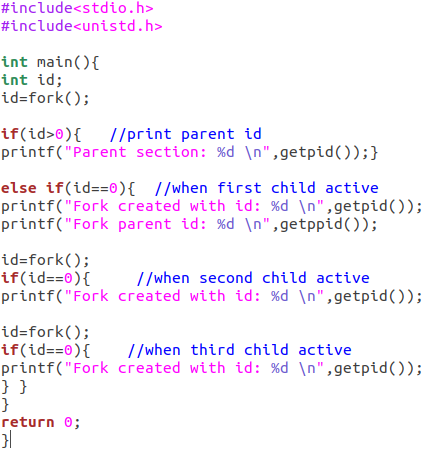 #include<stdio.h>
#include<unistd.h>
int main(){
int id;
id=fork();
if(id>0){   //print parent id
printf("Parent section: %d \n",getpid());}
else if(id==0){  //when first child active
printf("Fork created with id: %d \n",getpid());
printf("Fork parent id: %d \n",getppid());
id=fork();
if(id==0){     //when second child active
printf("Fork created with id: %d \n",getpid());
id=fork();
if(id==0){    //when third child active
printf("Fork created with id: %d \n",getpid());
} }
}
return 0;
}